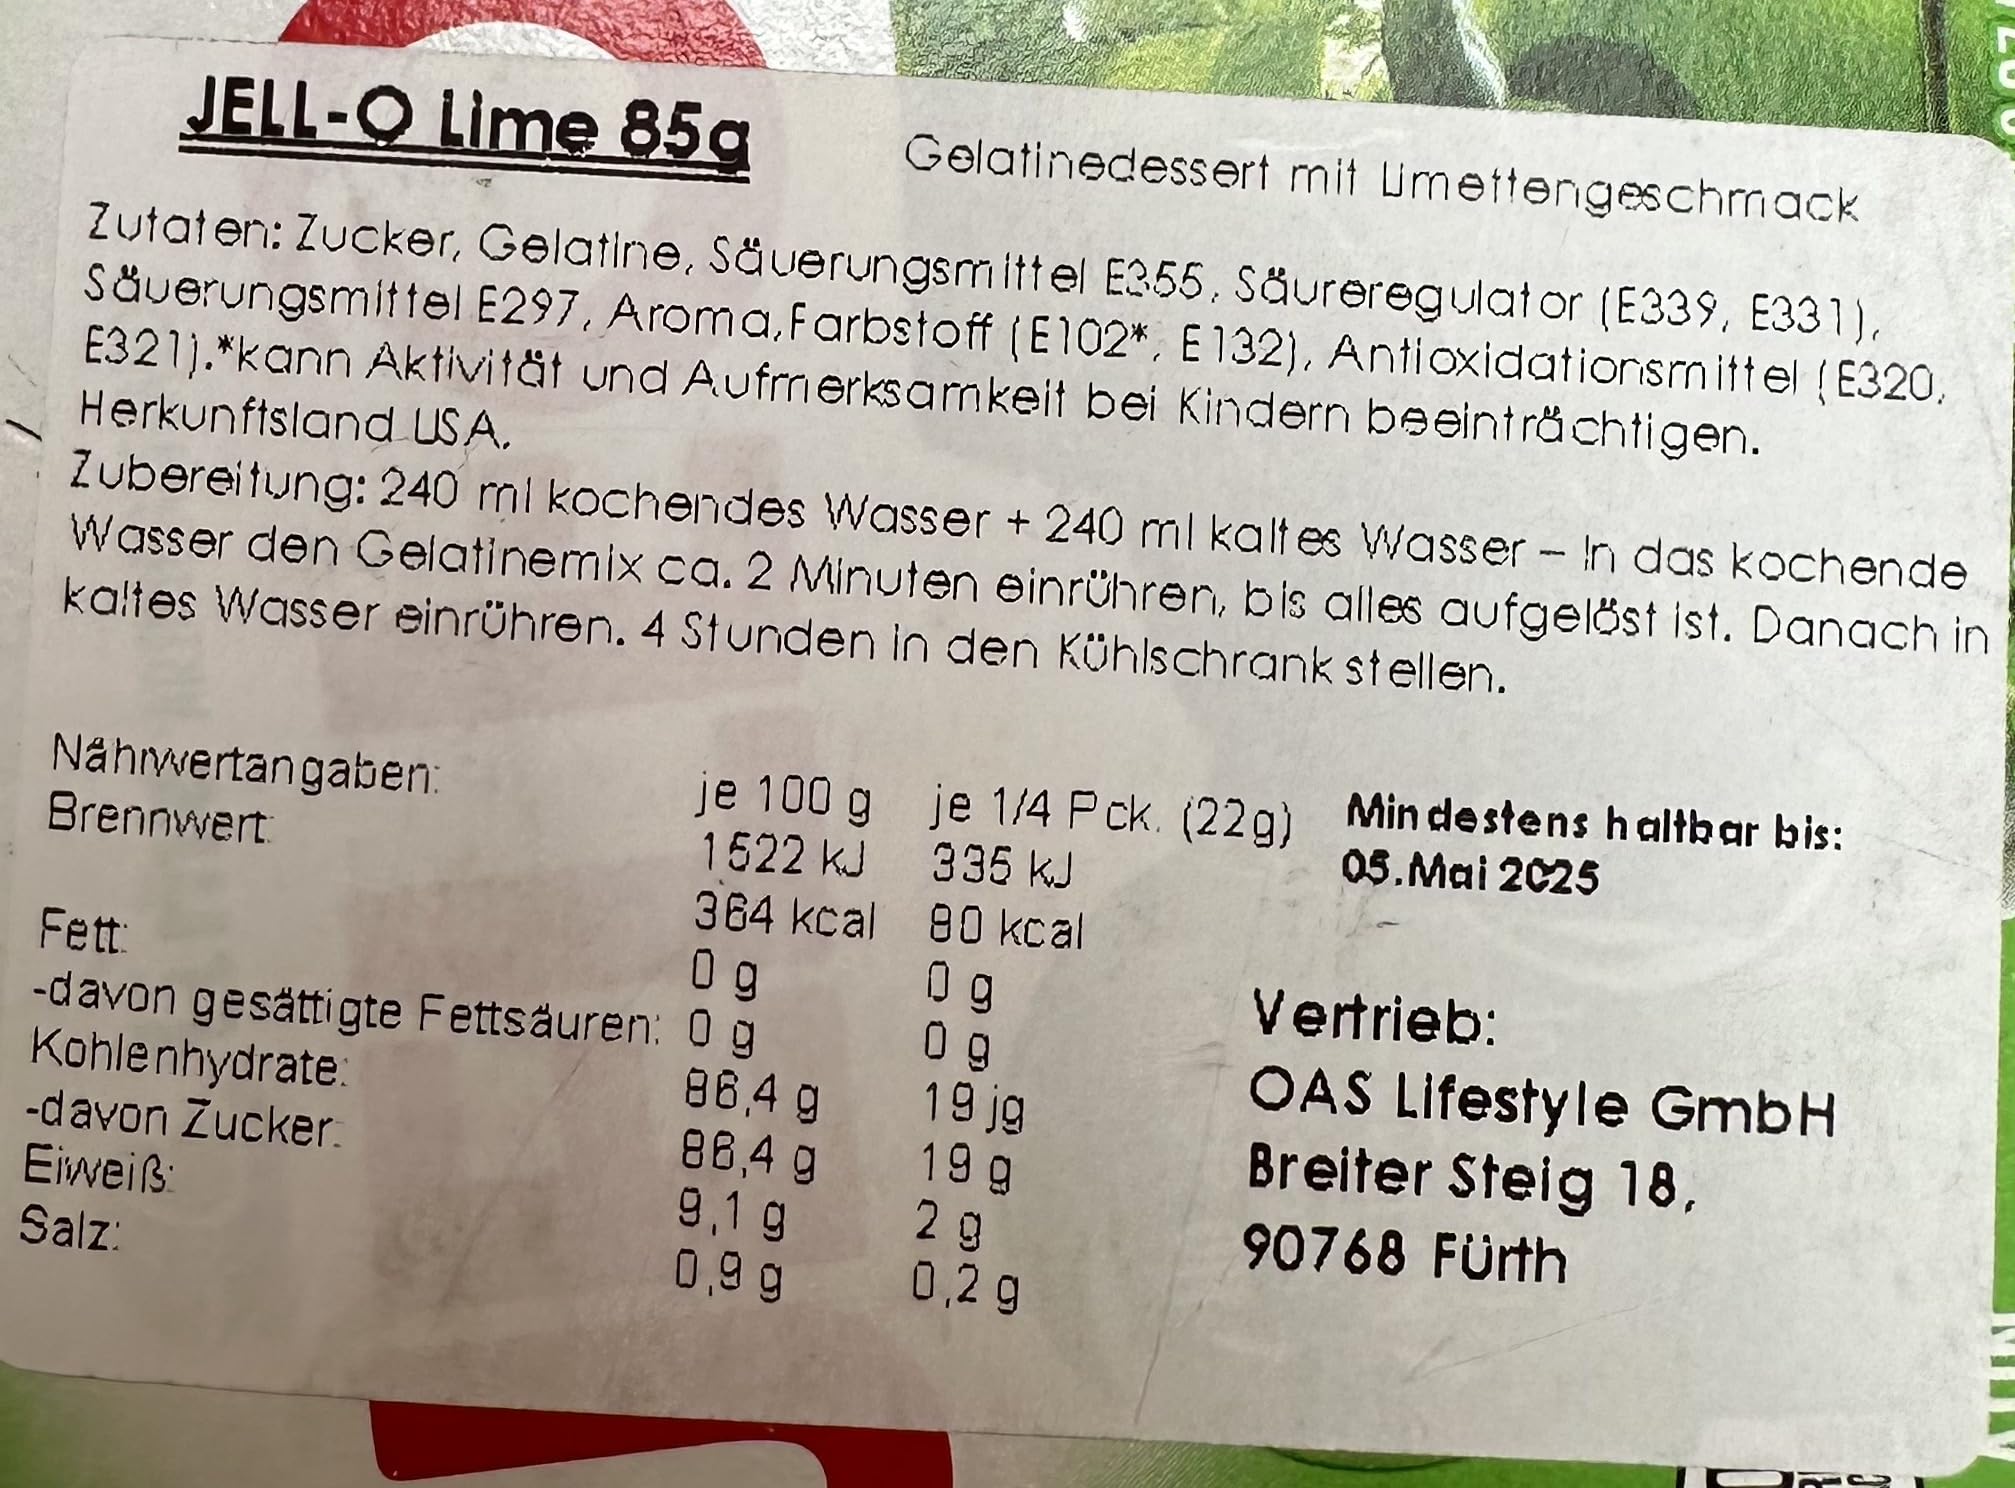 JELL-O Lime 85g
Gelatinedessert mit Limettengeschmack
Zutaten: Zucker, Gelatine, Säuerungsmittel E355, Säureregulator (E339, E331),
Säuerungsmittel E297, Aroma, Farbstoff (E102*, E132), Antioxidationsmittel (E320,
E321).*kann Aktivität und Aufmerksamkeit bei Kindern beeinträchtigen.
Herkunftsland USA.
Zubereitung: 240 ml kochendes Wasser + 240 ml kaltes Wasser – In das kochende
Wasser den Gelatinemix ca. 2 Minuten einrühren, bis alles aufgelöst ist. Danach in
kaltes Wasser einrühren. 4 Stunden in den Kühlschrank stellen.
Nährwertangaben: je 100 g je 1/4 Pck. (22g)
Brennwert: 1522 kJ 335 kJ
364 kcal 80 kcal
Fett: 0 g 0 g
-davon gesättigte Fettsäuren: 0 g 0 g
Kohlenhydrate: 86,4 g 19 jg
-davon Zucker: 86,4 g 19 g
Eiweiß: 9,1 g 2 g
Salz: 0,9 g 0,2 g
Mindestens haltbar bis:
05.Mai 2025
Vertrieb:
OAS Lifestyle GmbH
Breiter Steig 18,
90768 Fürth